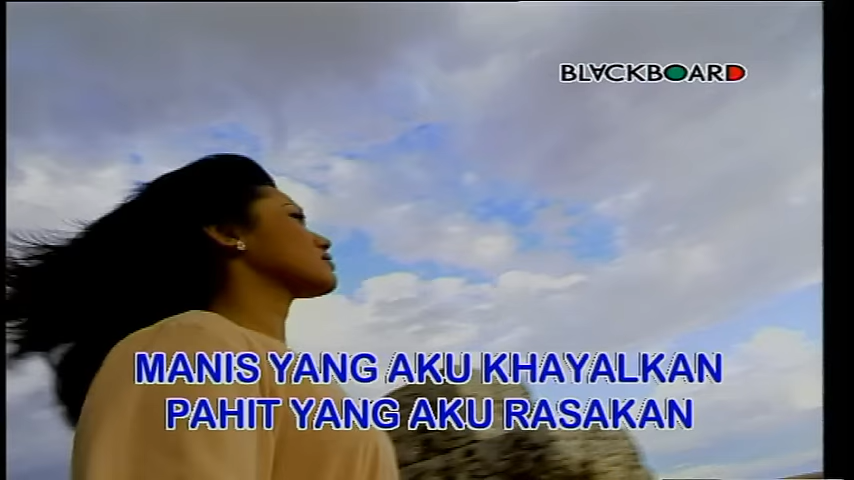 BLACKBOARD
MANIS YANG AKU KHAYALKAN
PAHIT YANG AKU RASAKAN